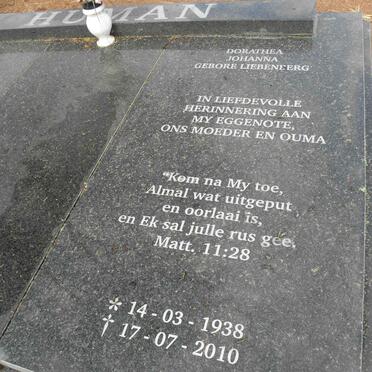 HUMAN
DORATHEA
JOHANNA
GEBORE LIEBENBERG
IN LIEFDEVOLLE
HERINNERING AAN
MY EGGENOTE,
ONS MOEDER EN OUMA
"Kom na My toe,
Almal wat uitgeput
en oorlaai is,
en Ek sal julle rus gee.
Matt. 11:28
* 14-03-1938
† 17-07-2010